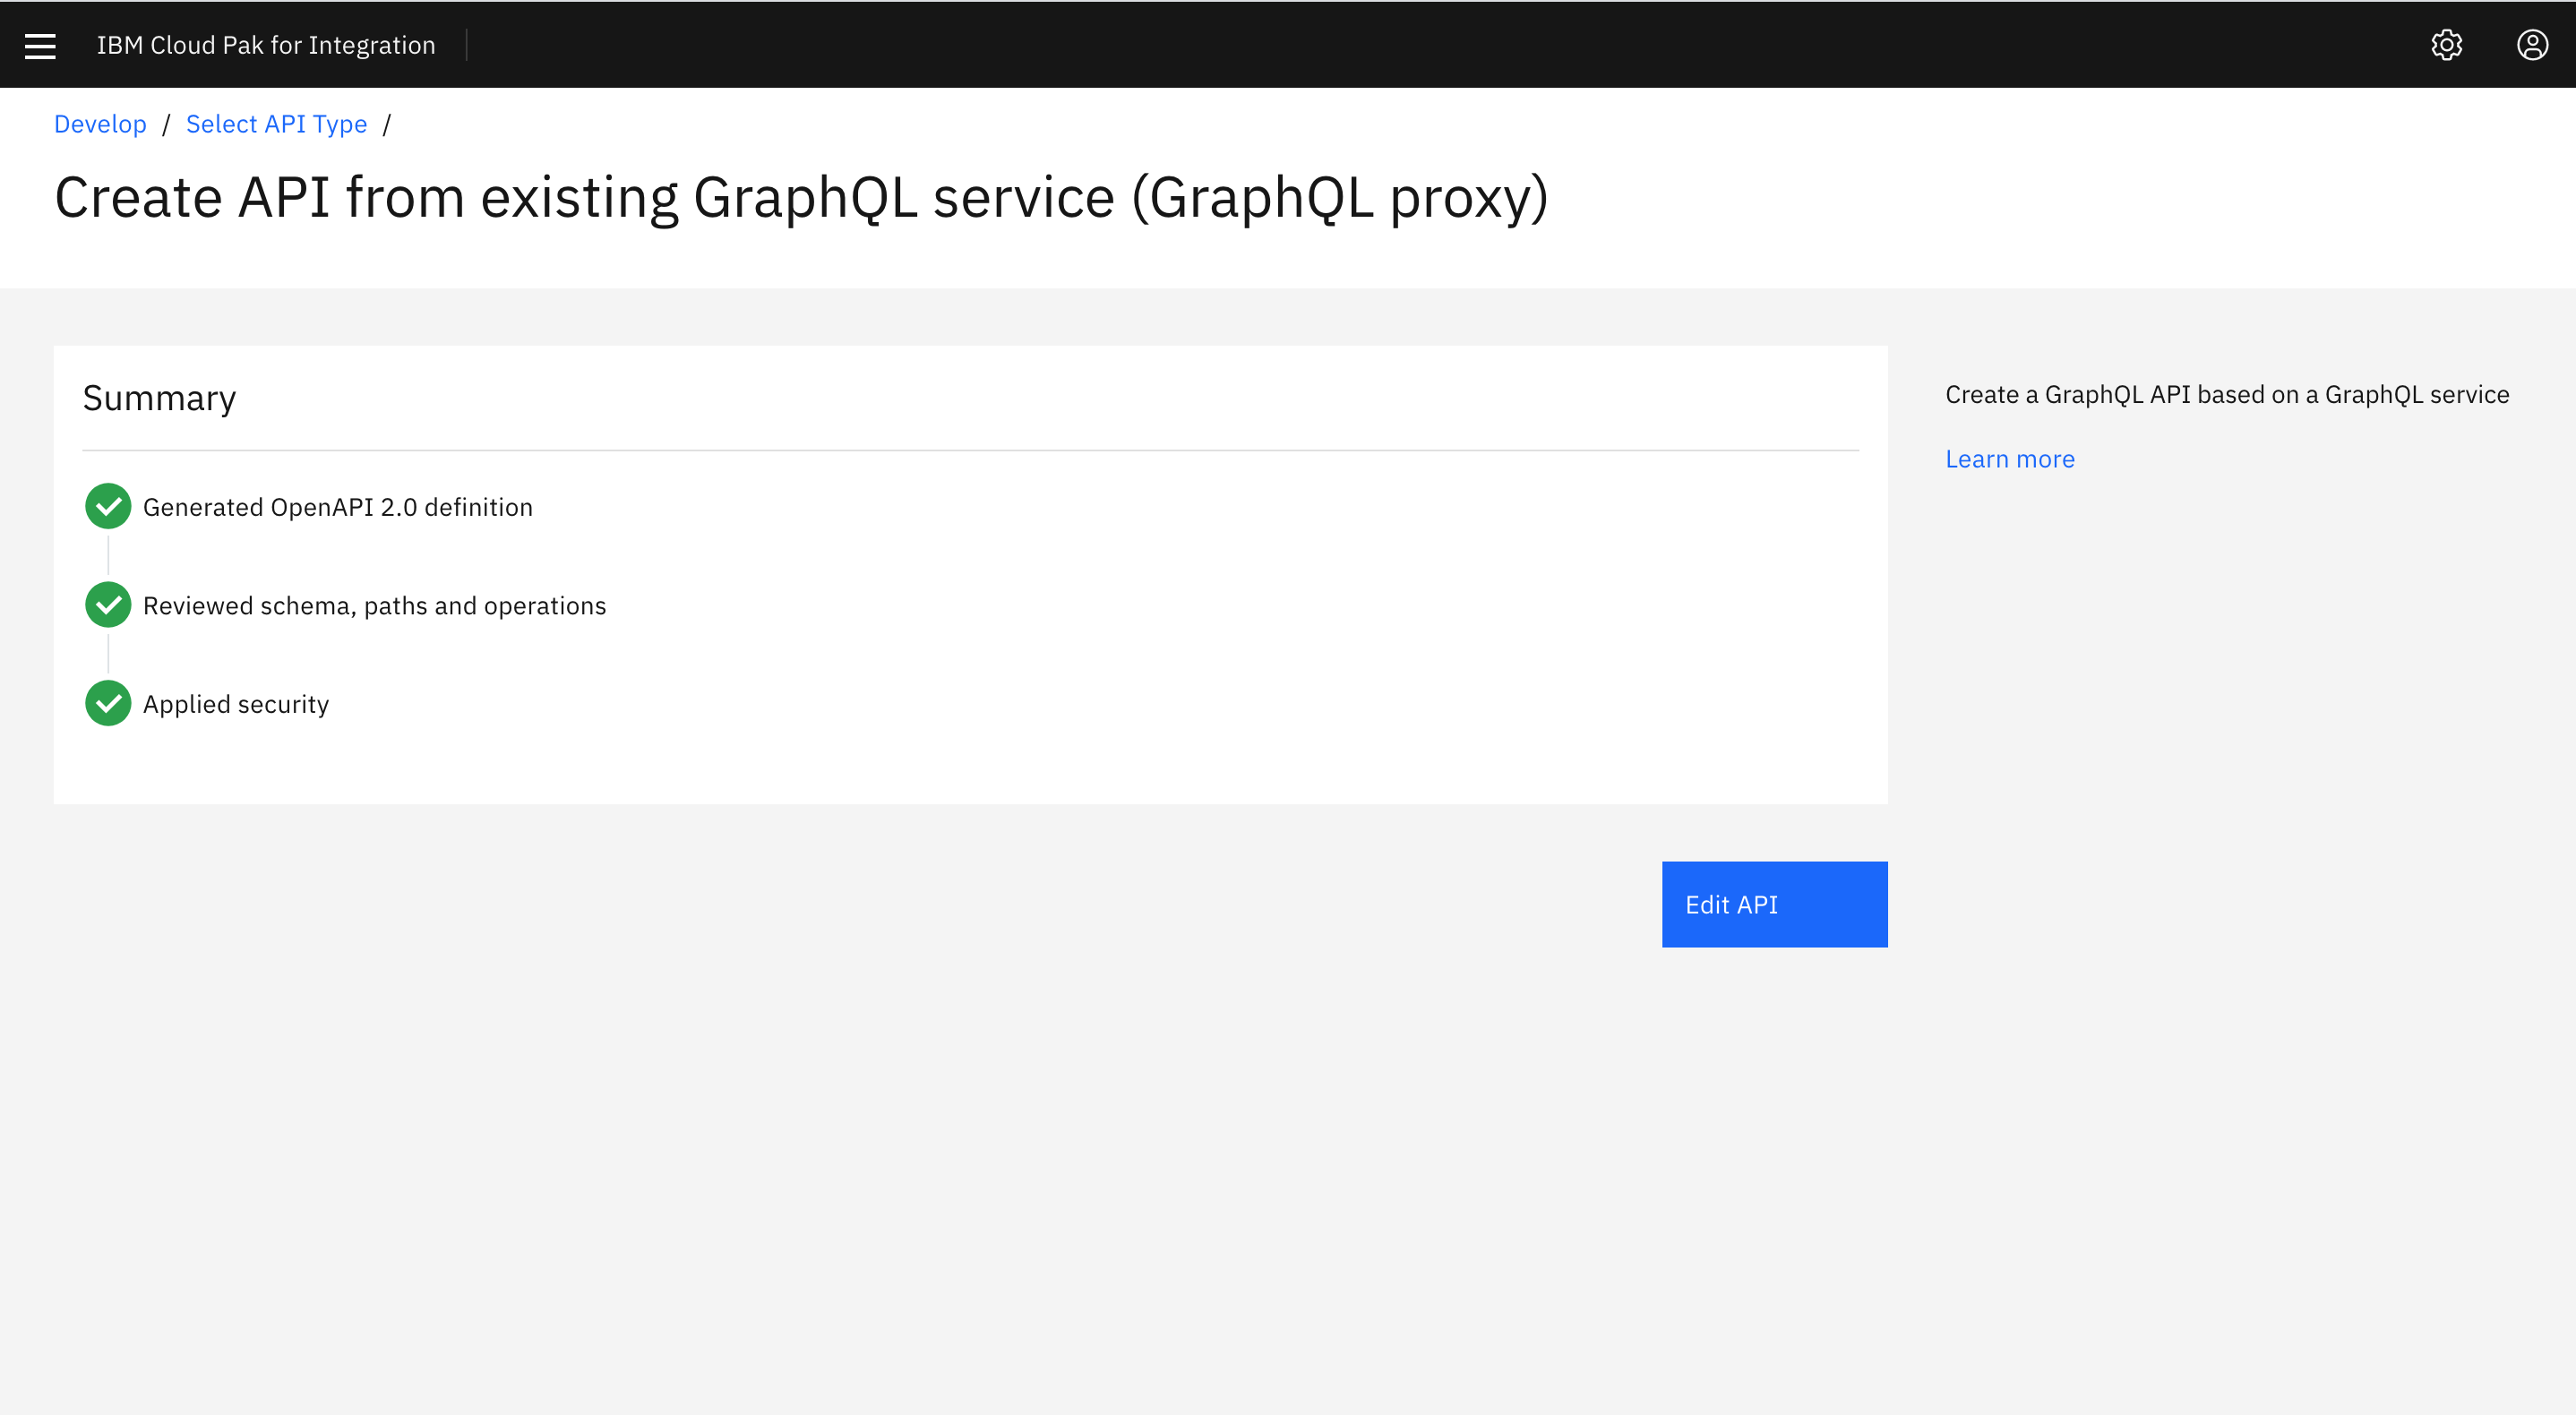 IBM Cloud Pak for Integration
Develop / Select API Type /
Create API from existing GraphQL service (GraphQL proxy)
Summary
Generated OpenAPI 2.0 definition
Reviewed schema, paths and operations
Applied security
Create a GraphQL API based on a GraphQL service
Learn more
Edit API